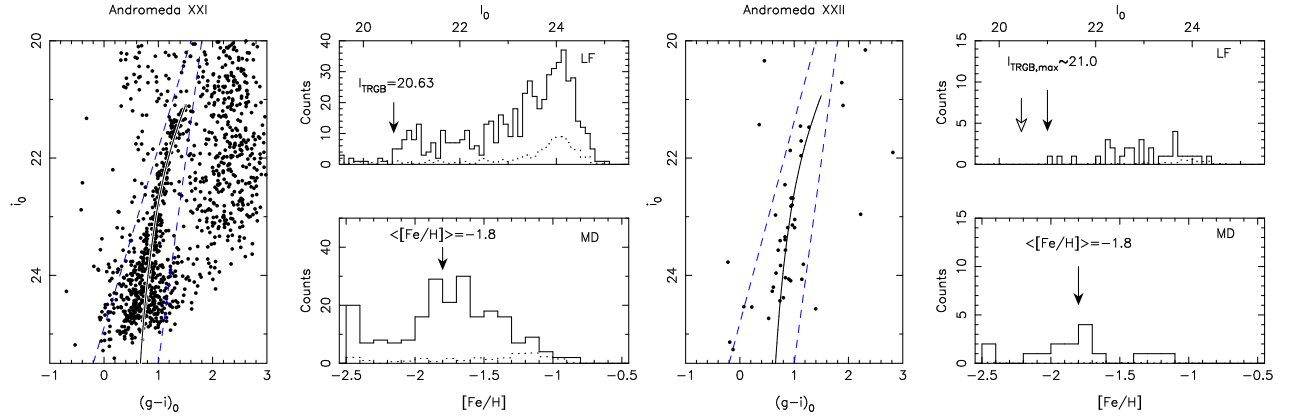 Andromeda XXI
20
22
24
i₀
−1 0 1 2 3
(g−i)₀
I₀
20 22 24
40
30
20
10
0
Counts
LF
I_TRGB=20.63
40
20
0
Counts
<[Fe/H]>=−1.8
MD
−2.5 −2 −1.5 −1 −0.5
[Fe/H]
Andromeda XXII
20
22
24
i₀
−1 0 1 2 3
(g−i)₀
I₀
20 22 24
15
10
5
0
Counts
LF
I_TRGB,max~21.0
15
10
5
0
Counts
MD
<[Fe/H]>=−1.8
−2.5 −2 −1.5 −1 −0.5
[Fe/H]